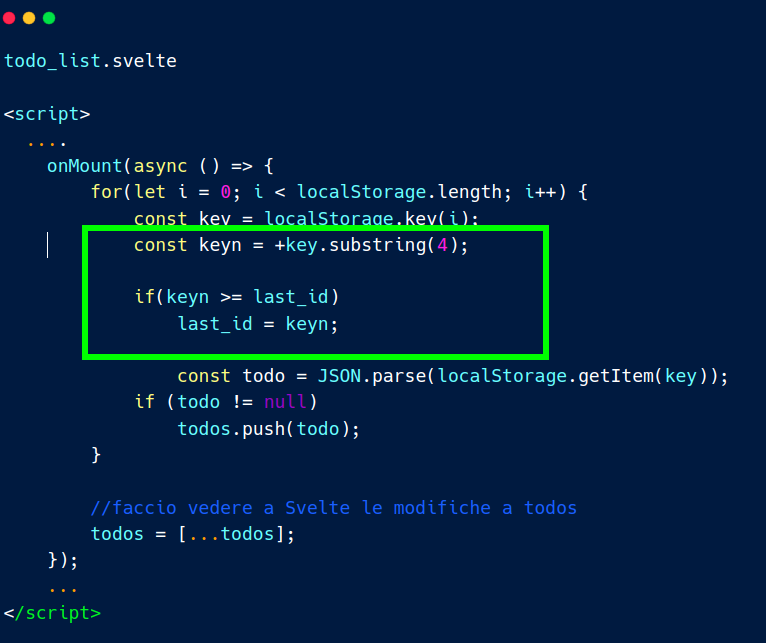 todo_list.svelte
<script>
....
onMount(async () => {
for(let i = 0; i < localStorage.length; i++) {
const key = localStorage.key(i);
const keyn = +key.substring(4);
if(keyn >= last_id)
last_id = keyn;
const todo = JSON.parse(localStorage.getItem(key));
if (todo != null)
todos.push(todo);
}
//faccio vedere a Svelte le modifiche a todos
todos = [...todos];
});
...
</script>